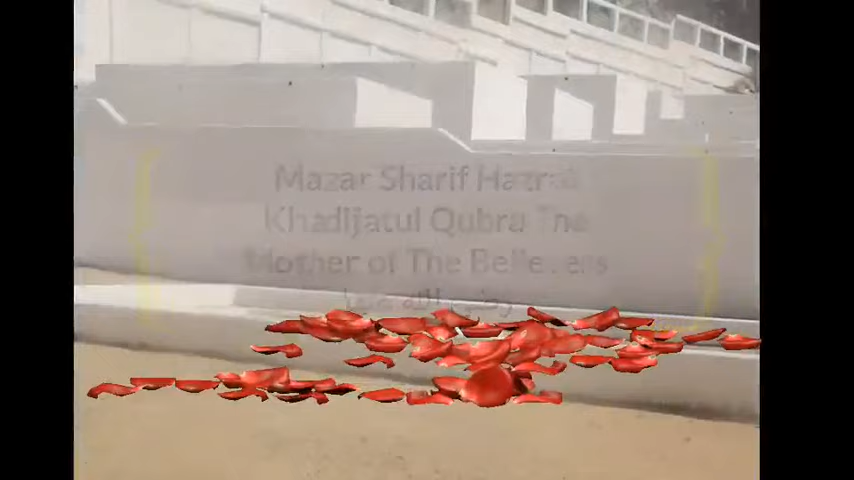 Mazar Sharif Hazrat
Khadijatul Qubra The
Mother of The Believers